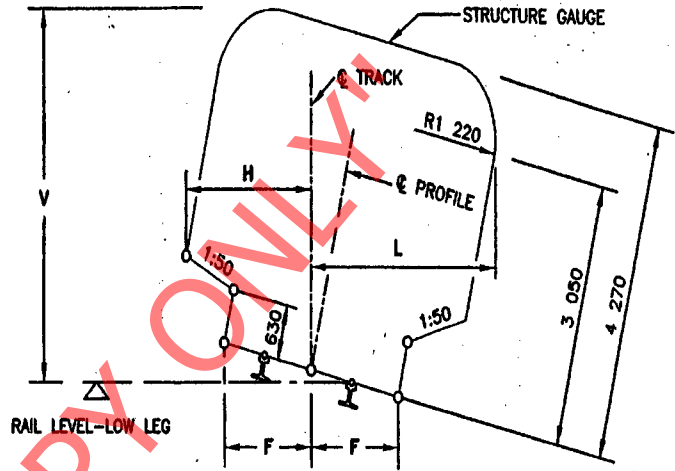 STRUCTURE GAUGE
℄ TRACK
R1 220
H
℄ PROFILE
V
L
1:50
1:50
630
3 050
4 270
RAIL LEVEL-LOW LEG
F
F
PY ONLY"